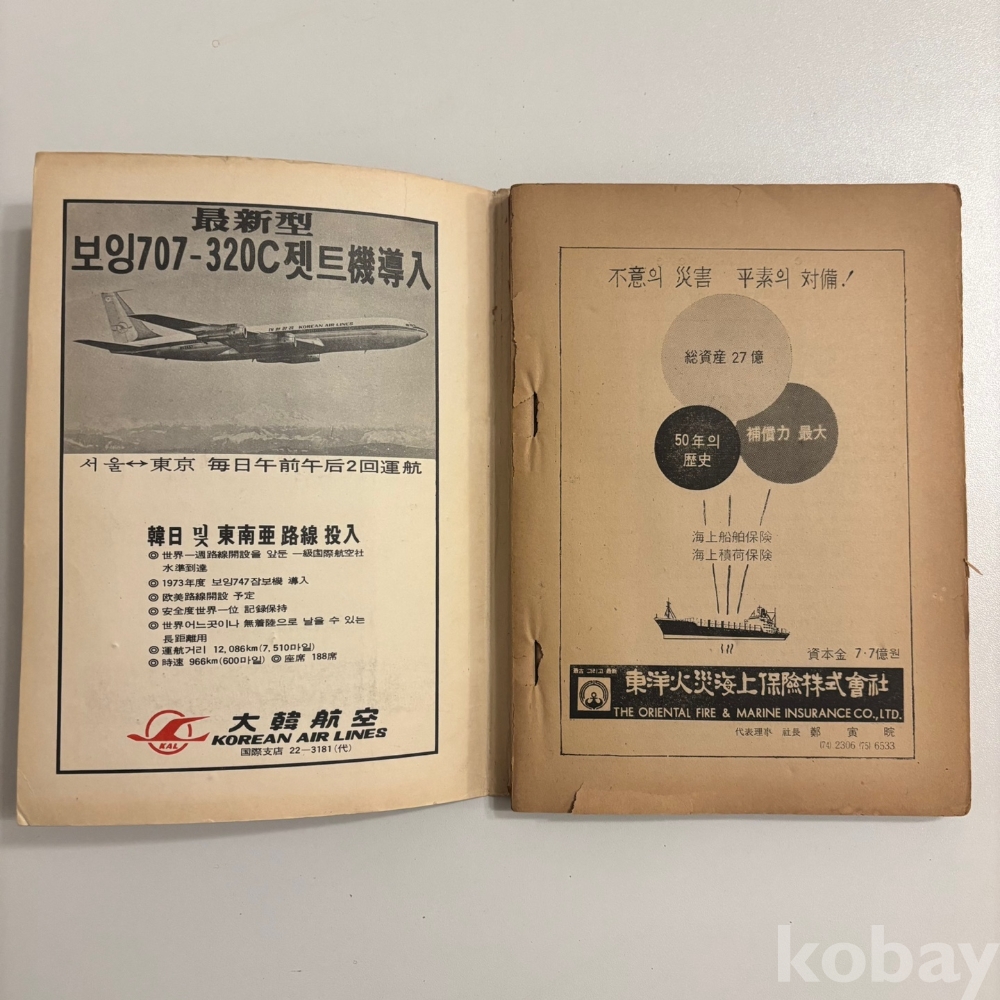 最新型
보잉707-320C젯트機導入
大韓航空 KOREAN AIR LINES
서울↔東京 毎日午前午后2回運航
韓日 및 東南亜 路線 投入
◎ 世界一週路線開設을 앞둔 一級国際航空社
水準到達
◎ 1973年度 보잉747잠보機 導入
◎ 欧美路線開設 予定
◎ 安全度世界一位 記録保持
◎ 世界어느곳이나 無着陸으로 날을 수 있는
長距離用
◎ 運航거리 12,086km(7,510마일)
◎ 時速 966km(600마일) ◎ 座席 188席
KAL
大韓航空
KOREAN AIR LINES
国際支店 22-3181(代)
不意의 災害 平素의 対備!
総資産 27億
50年의
歴史
補償力 最大
海上船舶保険
海上積荷保険
資本金 7·7億원
東洋火災海上保險株式會社
THE ORIENTAL FIRE & MARINE INSURANCE CO., LTD.
代表理事 社長 鄭寅
(74) 2306 (75) 6533
kobay